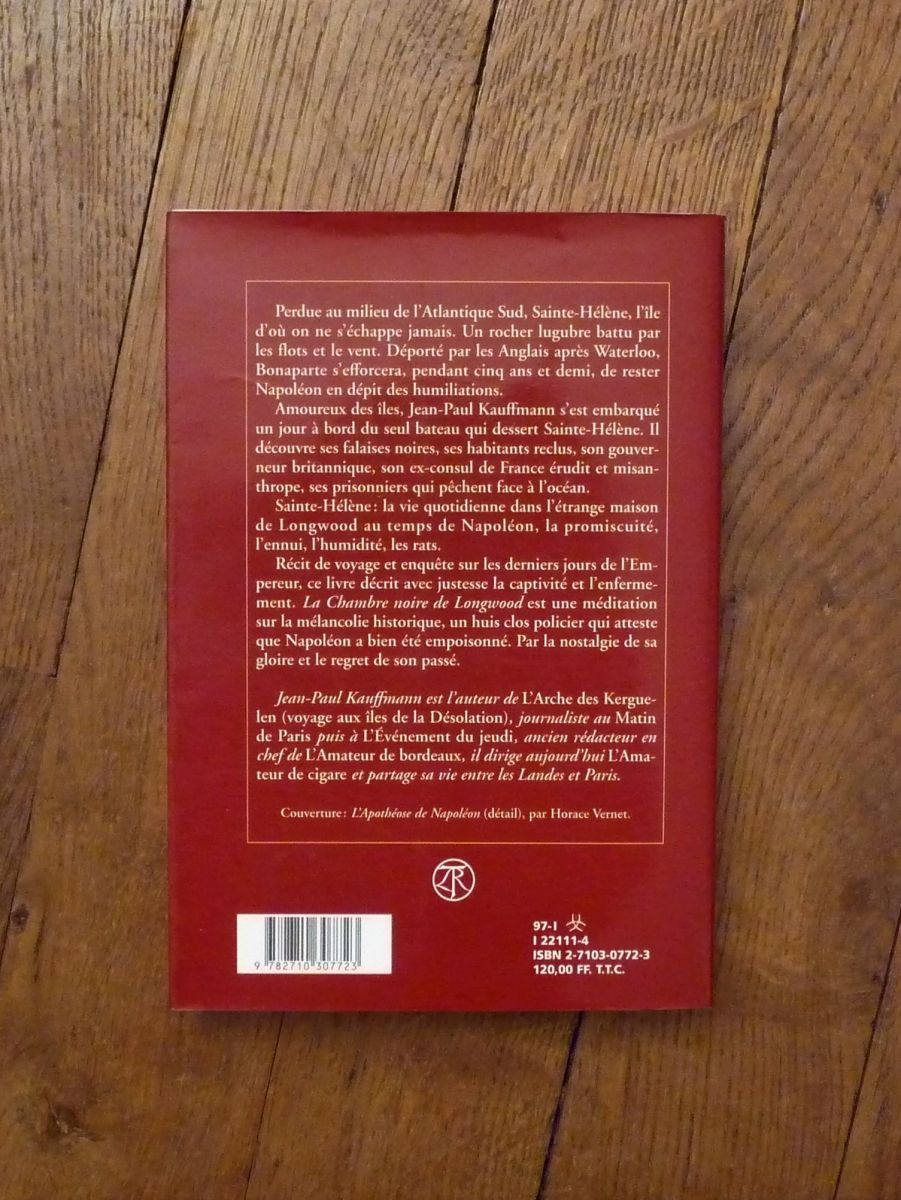 Perdue au milieu de l'Atlantique Sud, Sainte-Hélène, l'île
d'où on ne s'échappe jamais. Un rocher lugubre battu par
les flots et le vent. Déporté par les Anglais après Waterloo,
Bonaparte s'efforcera, pendant cinq ans et demi, de rester
Napoléon en dépit des humiliations.
Amoureux des îles, Jean-Paul Kauffmann s'est embarqué
un jour à bord du seul bateau qui dessert Sainte-Hélène. Il
découvre ses falaises noires, ses habitants reclus, son gouver-
neur britannique, son ex-consul de France érudit et misan-
thrope, ses prisonniers qui pêchent face à l'océan.
Sainte-Hélène : la vie quotidienne dans l'étrange maison
de Longwood au temps de Napoléon, la promiscuité,
l'ennui, l'humidité, les rats.
Récit de voyage et enquête sur les derniers jours de l'Em-
pereur, ce livre décrit avec justesse la captivité et l'enferme-
ment. La Chambre noire de Longwood est une méditation
sur la mélancolie historique, un huis clos policier qui atteste
que Napoléon a bien été empoisonné. Par la nostalgie de sa
gloire et le regret de son passé.
Jean-Paul Kauffmann est l'auteur de L'Arche des Kergue-
len (voyage aux îles de la Désolation), journaliste au Matin
de Paris puis à L'Événement du jeudi, ancien rédacteur en
chef de L'Amateur de bordeaux, il dirige aujourd'hui L'Ama-
teur de cigare et partage sa vie entre les Landes et Paris.
Couverture : L'Apothéose de Napoléon (détail), par Horace Vernet.
LTR
97-I
I 22111-4
ISBN 2-7103-0772-3
120,00 FF. T.T.C.
9 782710 307723